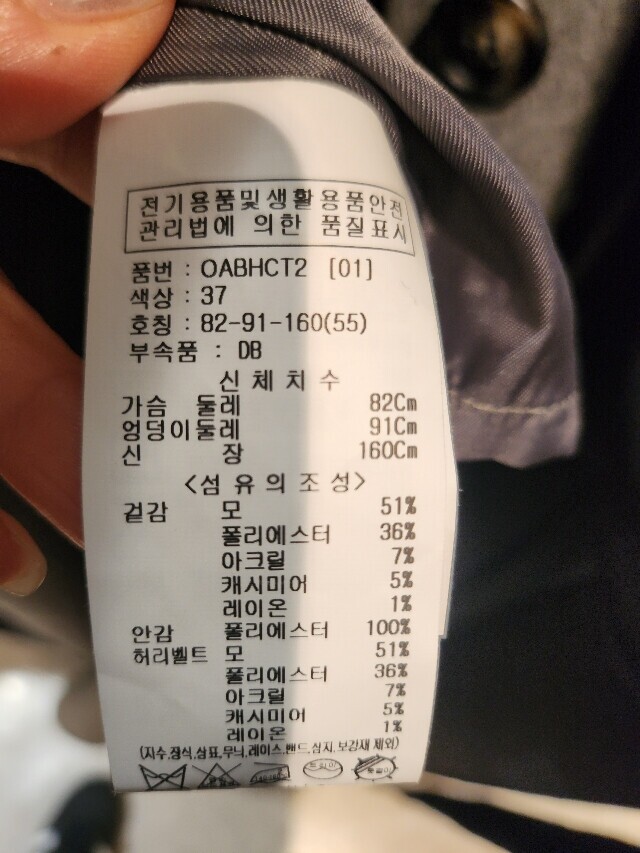 전기용품및생활용품안전
관리법에 의한 품질표시
품번 : OABHCT2 [01]
색상 : 37
호칭 : 82-91-160(55)
부속품 : DB
신체치수
가슴 둘레 82Cm
엉덩이둘레 91Cm
신 장 160Cm
<섬유의조성>
겉감 모 51%
폴리에스터 36%
아크릴 7%
캐시미어 5%
레이온 1%
안감 폴리에스터 100%
허리벨트 모 51%
폴리에스터 36%
아크릴 7%
캐시미어 5%
레이온 1%
(자수,장식,상표,무늬,레이스,밴드,심지,보강재 제외)
드라이